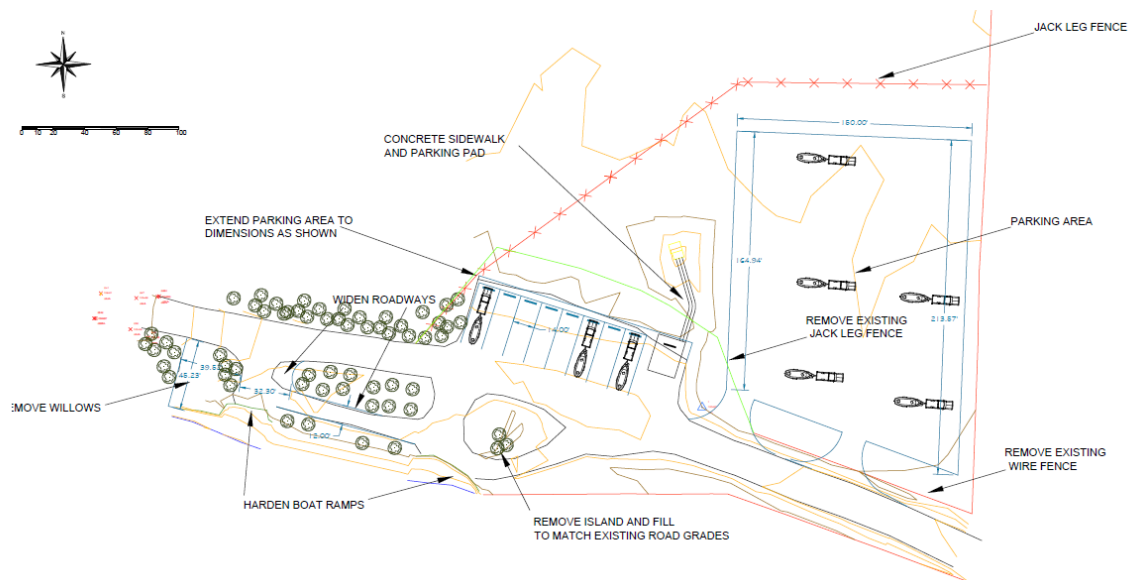 JACK LEG FENCE
N
S
0 10 20 40 60 80 100
150.00'
CONCRETE SIDEWALK
AND PARKING PAD
EXTEND PARKING AREA TO
DIMENSIONS AS SHOWN
PARKING AREA
164.94'
WIDEN ROADWAYS
14.00'
213.87'
REMOVE EXISTING
JACK LEG FENCE
45.23'
32.30'
EMOVE WILLOWS
12.00'
REMOVE EXISTING
WIRE FENCE
HARDEN BOAT RAMPS
REMOVE ISLAND AND FILL
TO MATCH EXISTING ROAD GRADES